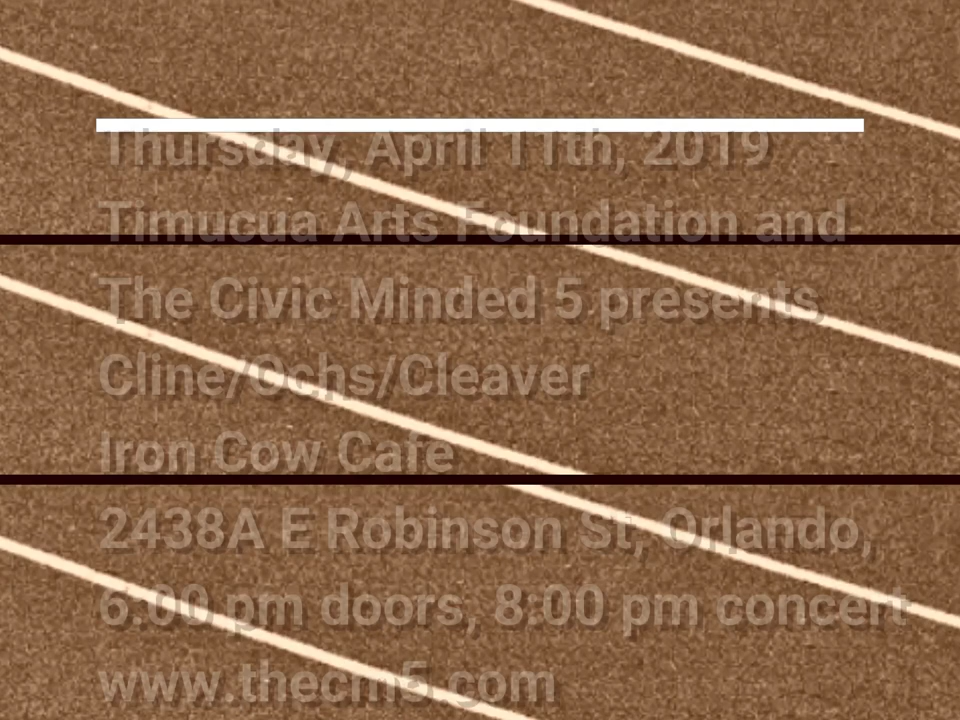 Thursday, April 11th, 2019
Timucua Arts Foundation and
The Civic Minded 5 presents,
Cline/Ochs/Cleaver
Iron Cow Cafe
2438A E Robinson St, Orlando,
6:00 pm doors, 8:00 pm concert
www.thecm5.com